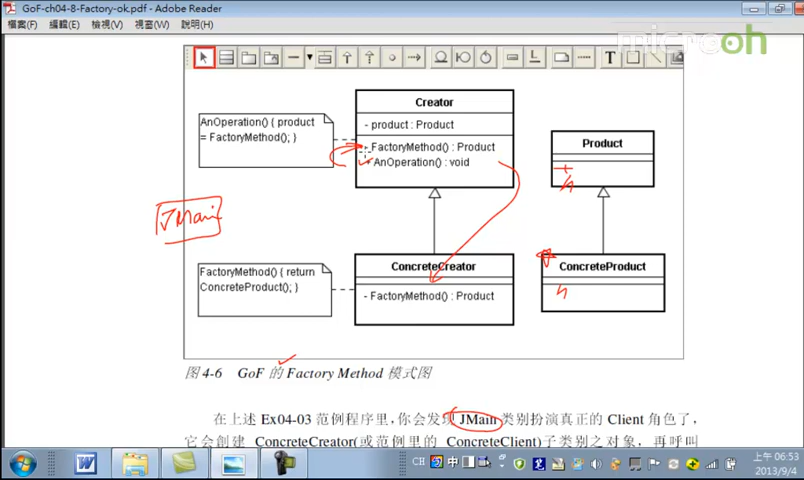 GoF-ch04-8-Factory-ok.pdf - Adobe Reader
檔案(F) 編輯(E) 檢視(V) 視窗(W) 說明(H)
microoh
T
Creator
- product : Product
- FactoryMethod() : Product
+ AnOperation() : void
AnOperation() { product
= FactoryMethod(); }
Product
JMain
FactoryMethod() { return
ConcreteProduct(); }
ConcreteCreator
- FactoryMethod() : Product
ConcreteProduct
图 4-6 GoF 的 Factory Method 模式图
在上述 Ex04-03 范例程序里,你会发现 JMain 类别扮演真正的 Client 角色了,
它会创建 ConcreteCreator(或范例里的 ConcreteClient)子类别之对象,再呼叫
CH 中
上午 06:53
2013/9/4